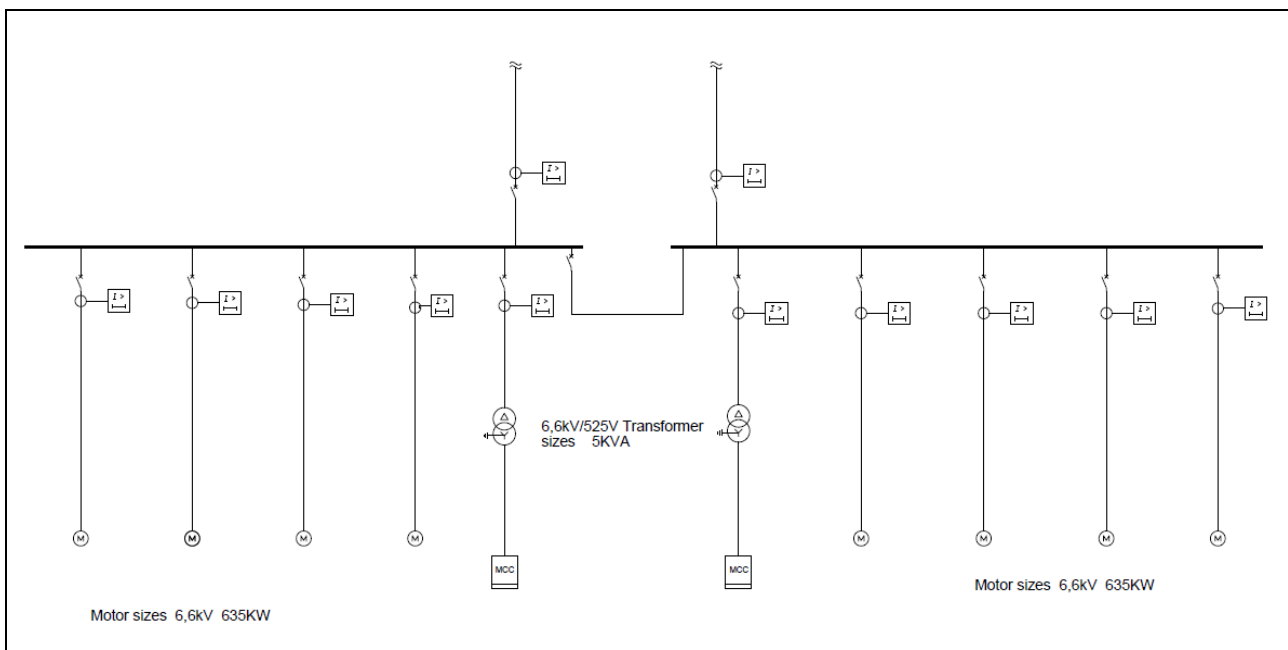 I >
I >
I >
I >
I >
I >
I >
I >
I >
I >
I >
I >
6,6kV/525V Transformer
sizes 5KVA
M
M
M
M
M
M
M
M
MCC
MCC
Motor sizes 6,6kV 635KW
Motor sizes 6,6kV 635KW